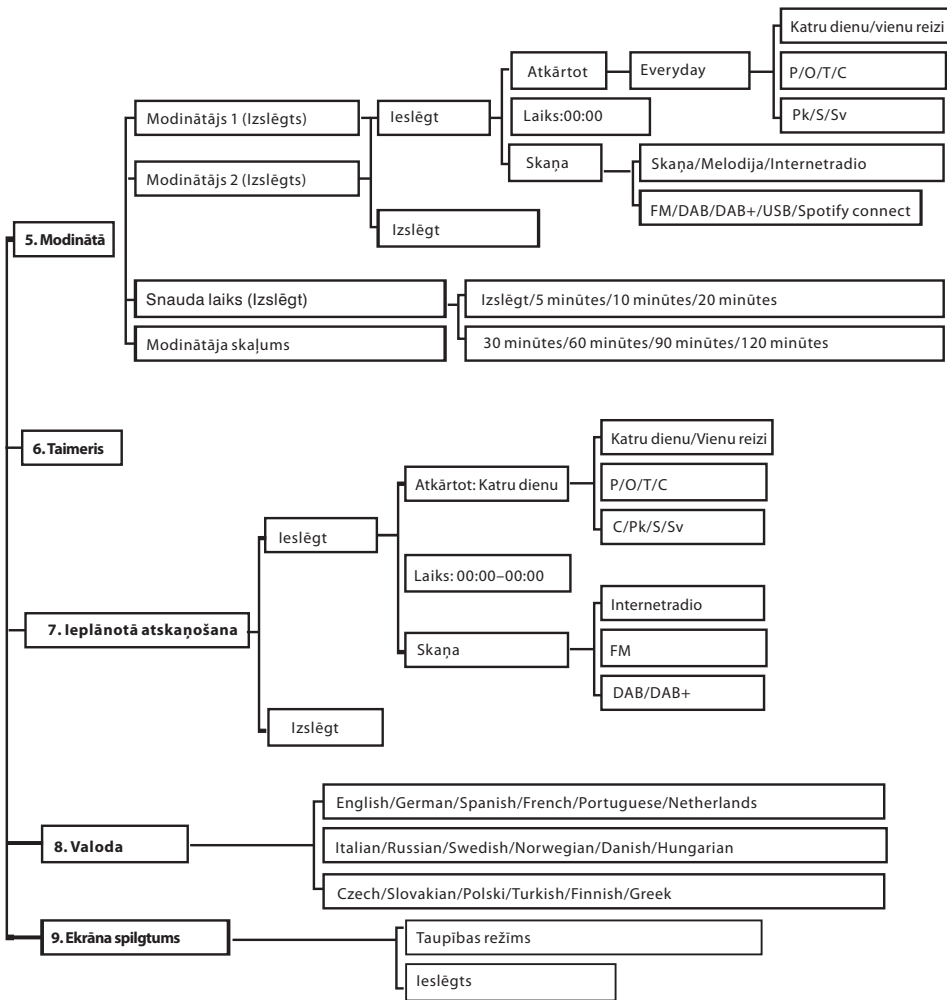 5. Modinātā
Modinātājs 1 (Izslēgts)
Modinātājs 2 (Izslēgts)
Ieslēgt
Atkārtot
Everyday
Katru dienu/vienu reizi
P/O/T/C
Pk/S/Sv
Laiks:00:00
Skaņa
Skaņa/Melodija/Internetradio
FM/DAB/DAB+/USB/Spotify connect
Izslēgt
Snauda laiks (Izslēgt)
Izslēgt/5 minūtes/10 minūtes/20 minūtes
Modinātāja skaļums
30 minūtes/60 minūtes/90 minūtes/120 minūtes
6. Taimeris
7. Ieplānotā atskaņošana
Ieslēgt
Atkārtot: Katru dienu
Katru dienu/Vienu reizi
P/O/T/C
C/Pk/S/Sv
Laiks: 00:00–00:00
Skaņa
Internetradio
FM
DAB/DAB+
Izslēgt
8. Valoda
English/German/Spanish/French/Portuguese/Netherlands
Italian/Russian/Swedish/Norwegian/Danish/Hungarian
Czech/Slovakian/Polski/Turkish/Finnish/Greek
9. Ekrāna spilgtums
Taupības režīms
Ieslēgts